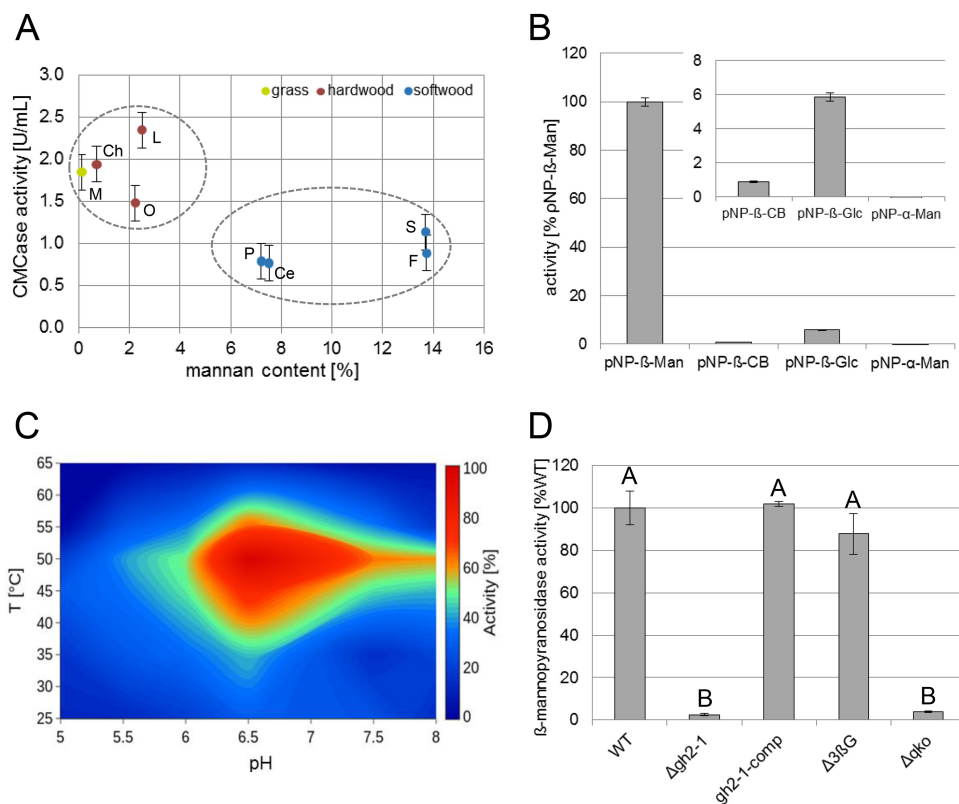 A
CMCase activity [U/mL]
3.0
2.5
2.0
1.5
1.0
0.5
0.0
grass hardwood softwood
L
Ch
M
O
S
P
F
Ce
0 2 4 6 8 10 12 14 16
mannan content [%]
B
activity [% pNP-ß-Man]
120
100
80
60
40
20
0
8
6
4
2
0
pNP-ß-CB pNP-ß-Glc pNP-α-Man
pNP-ß-Man pNP-ß-CB pNP-ß-Glc pNP-α-Man
C
T [°C]
65
60
55
50
45
40
35
30
25
5 5.5 6 6.5 7 7.5 8
pH
100
80
60
40
20
0
Activity [%]
D
ß-mannopyranosidase activity [%WT]
120
100
80
60
40
20
0
A
B
A
A
B
WT
Δgh2-1
gh2-1-comp
Δ3ßG
Δqko